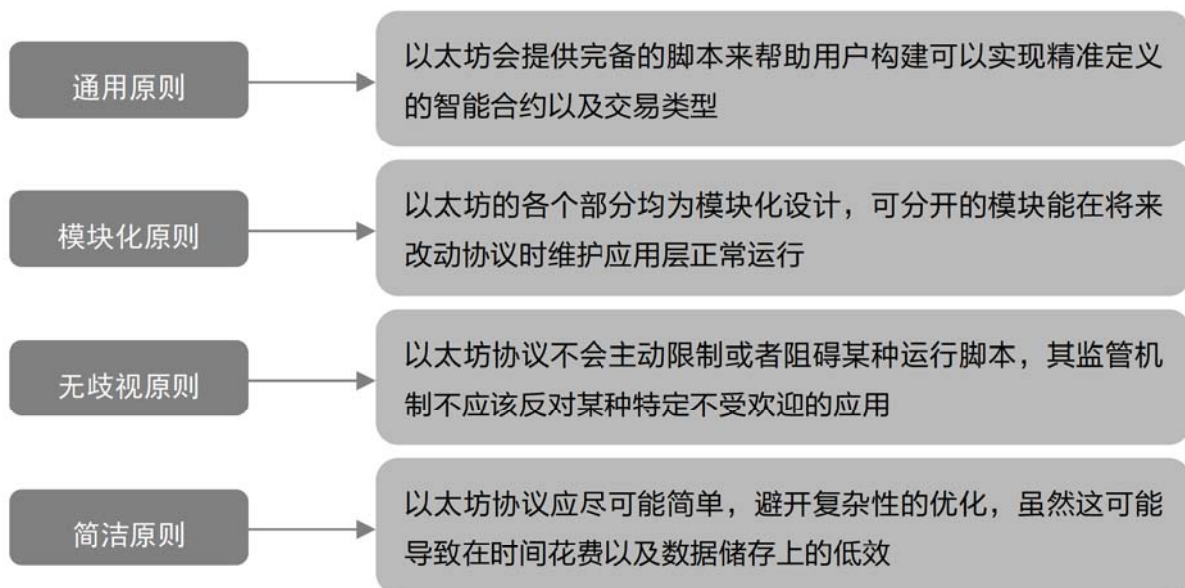 通用原则
以太坊会提供完备的脚本来帮助用户构建可以实现精准定义
的智能合约以及交易类型
模块化原则
以太坊的各个部分均为模块化设计，可分开的模块能在将来
改动协议时维护应用层正常运行
无歧视原则
以太坊协议不会主动限制或者阻碍某种运行脚本，其监管机
制不应该反对某种特定不受欢迎的应用
简洁原则
以太坊协议应尽可能简单，避开复杂性的优化，虽然这可能
导致在时间花费以及数据储存上的低效